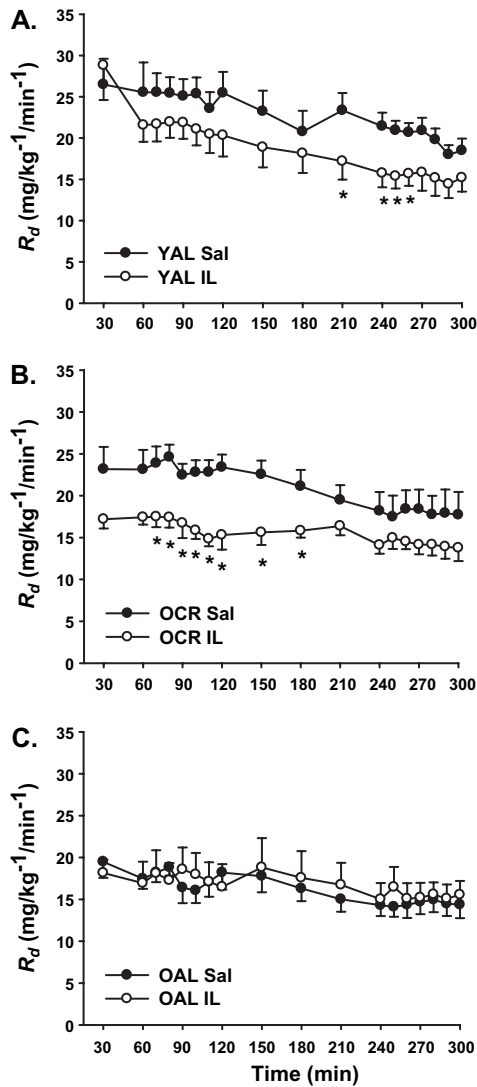 A.
R_d (mg/kg⁻¹/min⁻¹)
35
30
25
20
15
10
5
0
* * * *
YAL Sal
YAL IL
30 60 90 120 150 180 210 240 270 300
B.
R_d (mg/kg⁻¹/min⁻¹)
35
30
25
20
15
10
5
0
* * * * * * * *
OCR Sal
OCR IL
30 60 90 120 150 180 210 240 270 300
C.
R_d (mg/kg⁻¹/min⁻¹)
35
30
25
20
15
10
5
0
OAL Sal
OAL IL
30 60 90 120 150 180 210 240 270 300
Time (min)